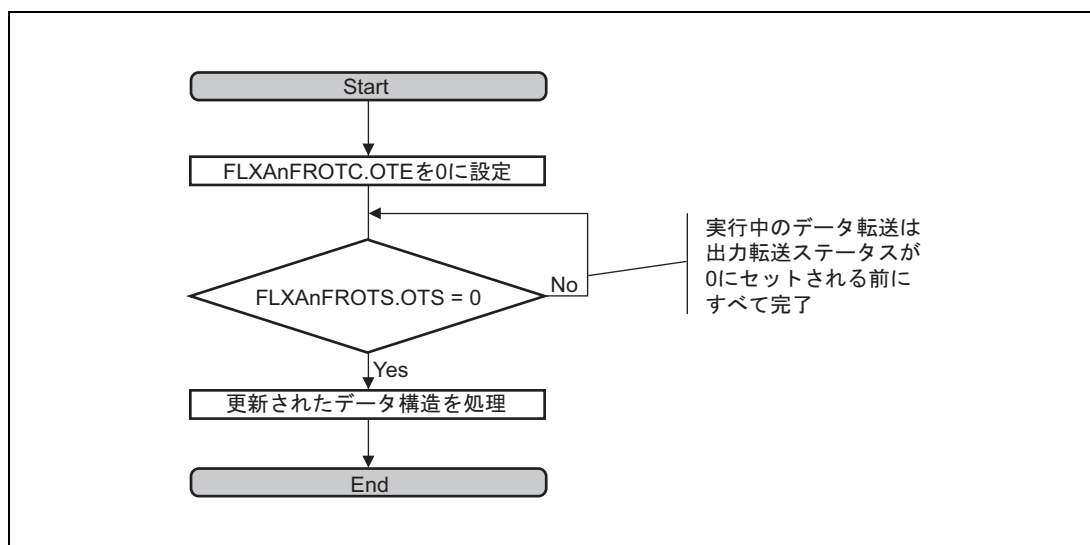 Start
FLXAnFROTC.OTEを0に設定
FLXAnFROTS.OTS = 0
No
実行中のデータ転送は
出力転送ステータスが
0にセットされる前に
すべて完了
Yes
更新されたデータ構造を処理
End